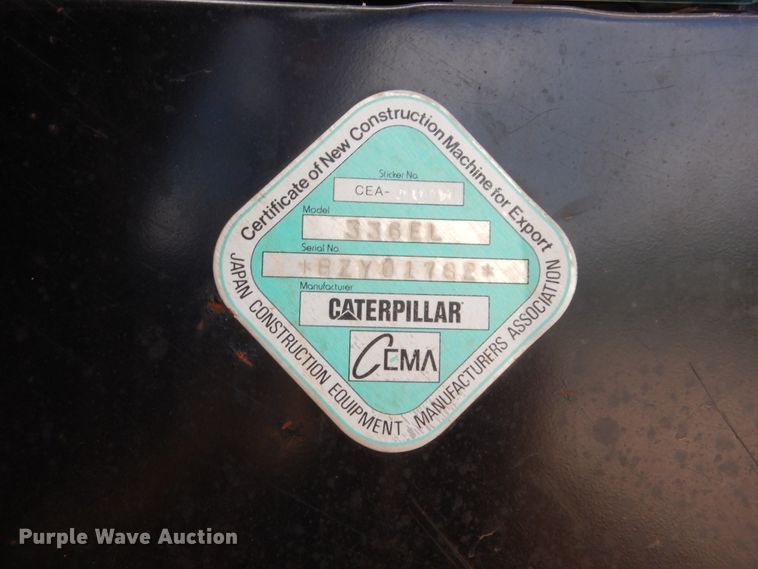 Certificate of New Construction Machine for Export
Sticker No.
CEA-
Model
336EL
Serial No.
*BZY01762*
Manufacturer
CATERPILLAR
CEMA
JAPAN CONSTRUCTION EQUIPMENT MANUFACTURERS ASSOCIATION
Purple Wave Auction